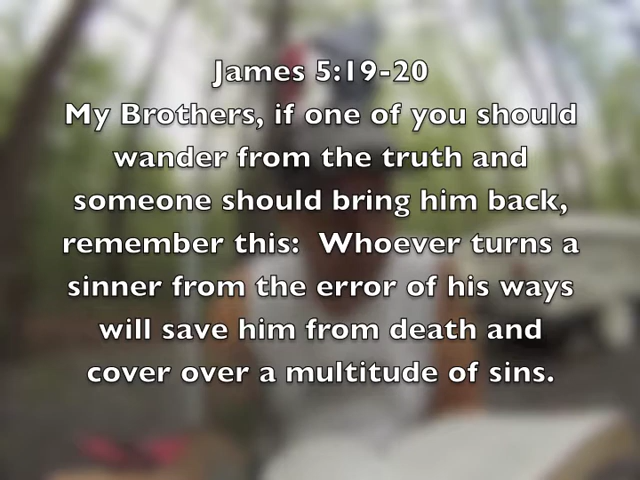 James 5:19-20
My Brothers, if one of you should
wander from the truth and
someone should bring him back,
remember this:  Whoever turns a
sinner from the error of his ways
will save him from death and
cover over a multitude of sins.